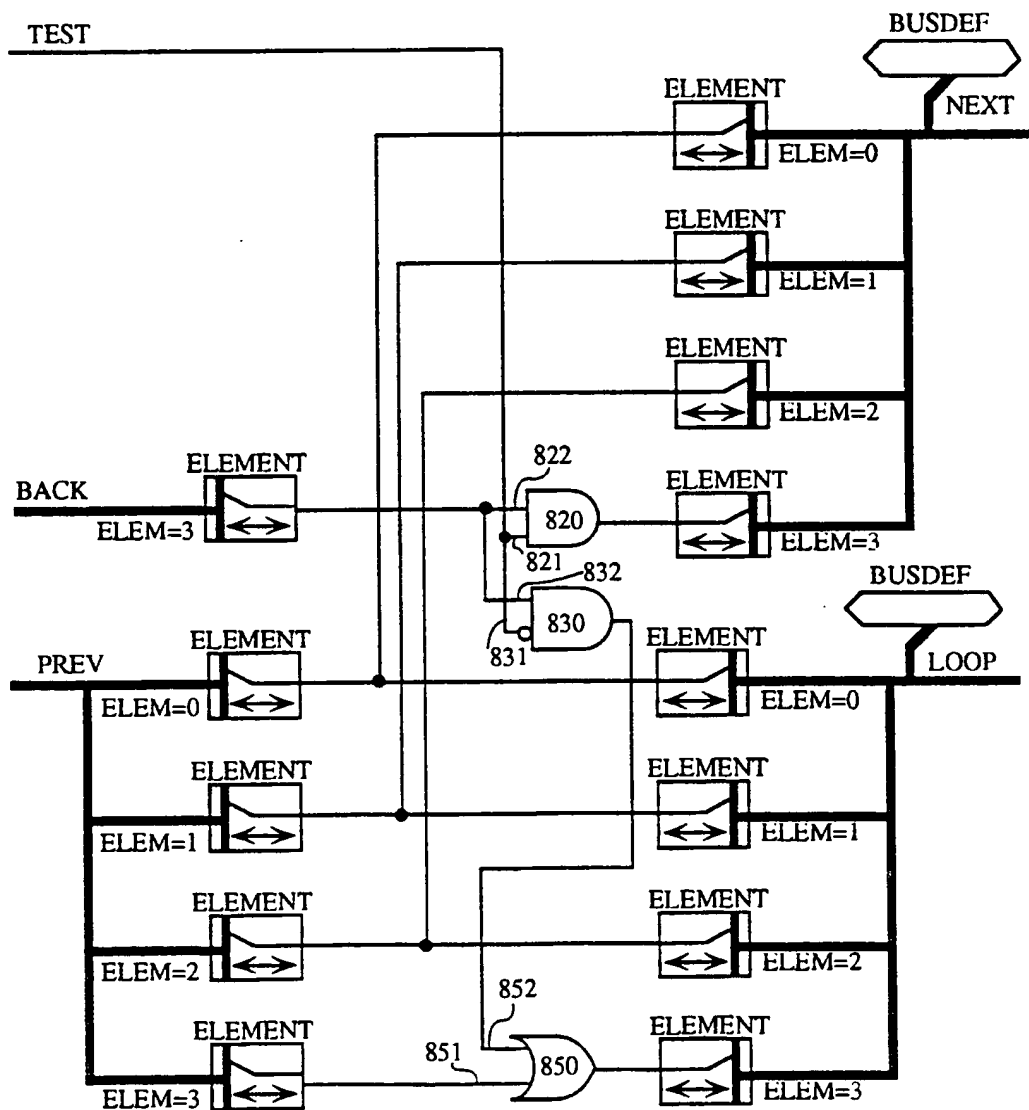 TEST
BUSDEF
ELEMENT
NEXT
ELEM=0
ELEMENT
ELEM=1
ELEMENT
ELEM=2
ELEMENT
BACK
ELEM=3
822
820
821
ELEMENT
ELEM=3
832
830
831
BUSDEF
ELEMENT
PREV
ELEM=0
ELEMENT
LOOP
ELEM=0
ELEMENT
ELEM=1
ELEMENT
ELEM=1
ELEMENT
ELEM=2
ELEMENT
ELEM=2
ELEMENT
ELEM=3
851
852
850
ELEMENT
ELEM=3